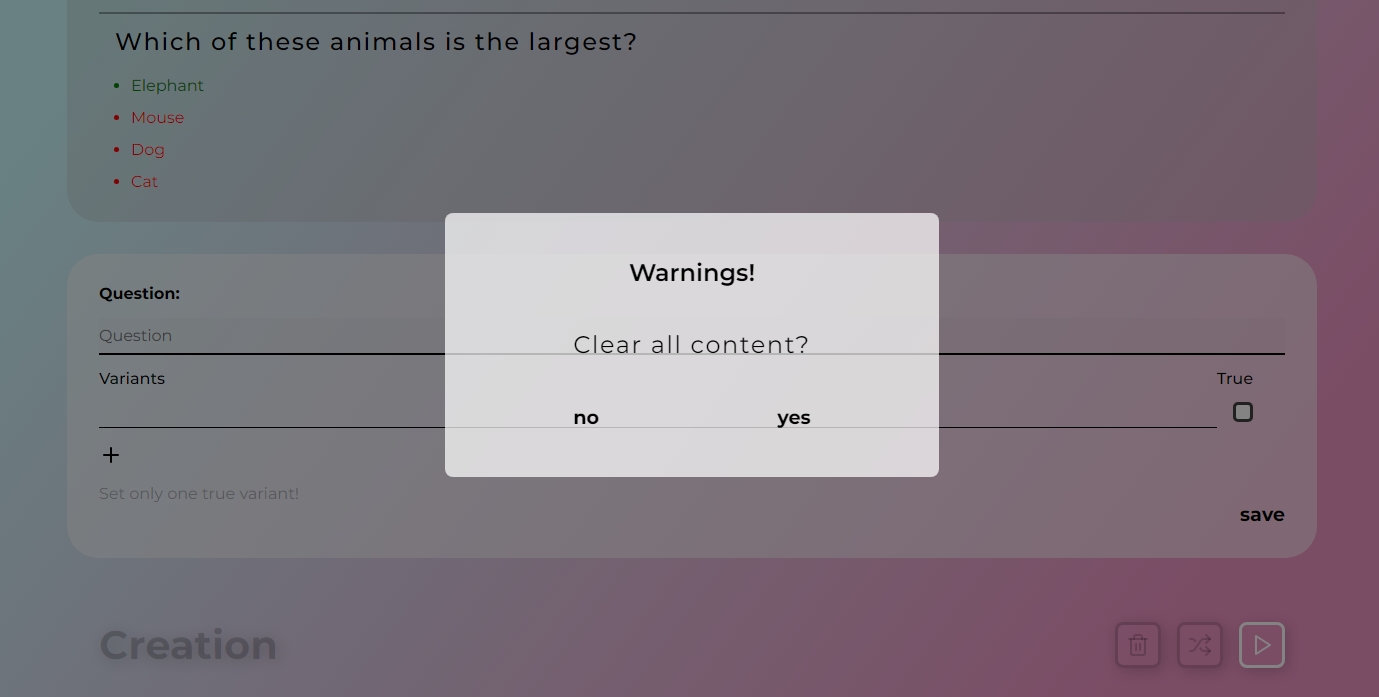 Which of these animals is the largest?
Elephant
Mouse
Dog
Cat
Warnings!
Clear all content?
no yes
Question:
Question
Variants True
Set only one true variant!
save
Creation